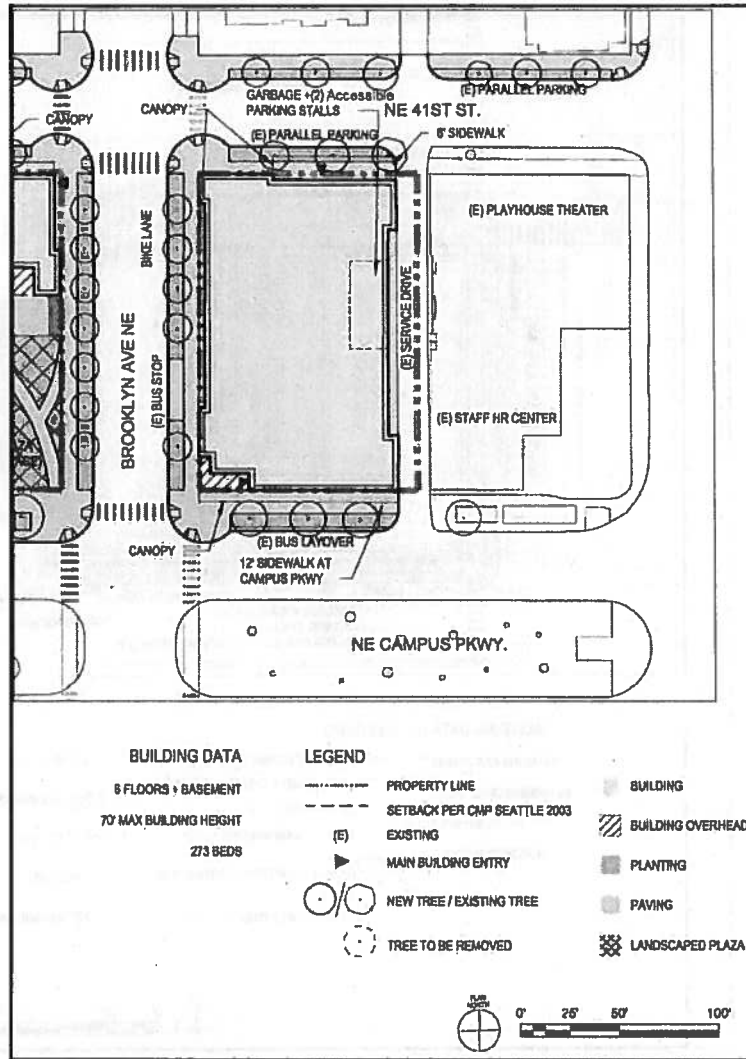 (E) PARALLEL PARKING
GARBAGE +(2) Accessible
PARKING STALLS
NE 41ST ST.
CANOPY
CANOPY
(E) PARALLEL PARKING
6' SIDEWALK
(E) PLAYHOUSE THEATER
BIKE LANE
(E) SERVICE DRIVE
BROOKLYN AVE NE
(E) BUS STOP
(E) STAFF HR CENTER
CANOPY
(E) BUS LAYOVER
12' SIDEWALK AT
CAMPUS PKWY
NE CAMPUS PKWY.
BUILDING DATA
6 FLOORS + BASEMENT
70' MAX BUILDING HEIGHT
273 BEDS
LEGEND
PROPERTY LINE
SETBACK PER CMP SEATTLE 2003
(E) EXISTING
MAIN BUILDING ENTRY
NEW TREE / EXISTING TREE
TREE TO BE REMOVED
BUILDING
BUILDING OVERHEAD
PLANTING
PAVING
LANDSCAPED PLAZA
PLAN
NORTH
0' 25' 50' 100'